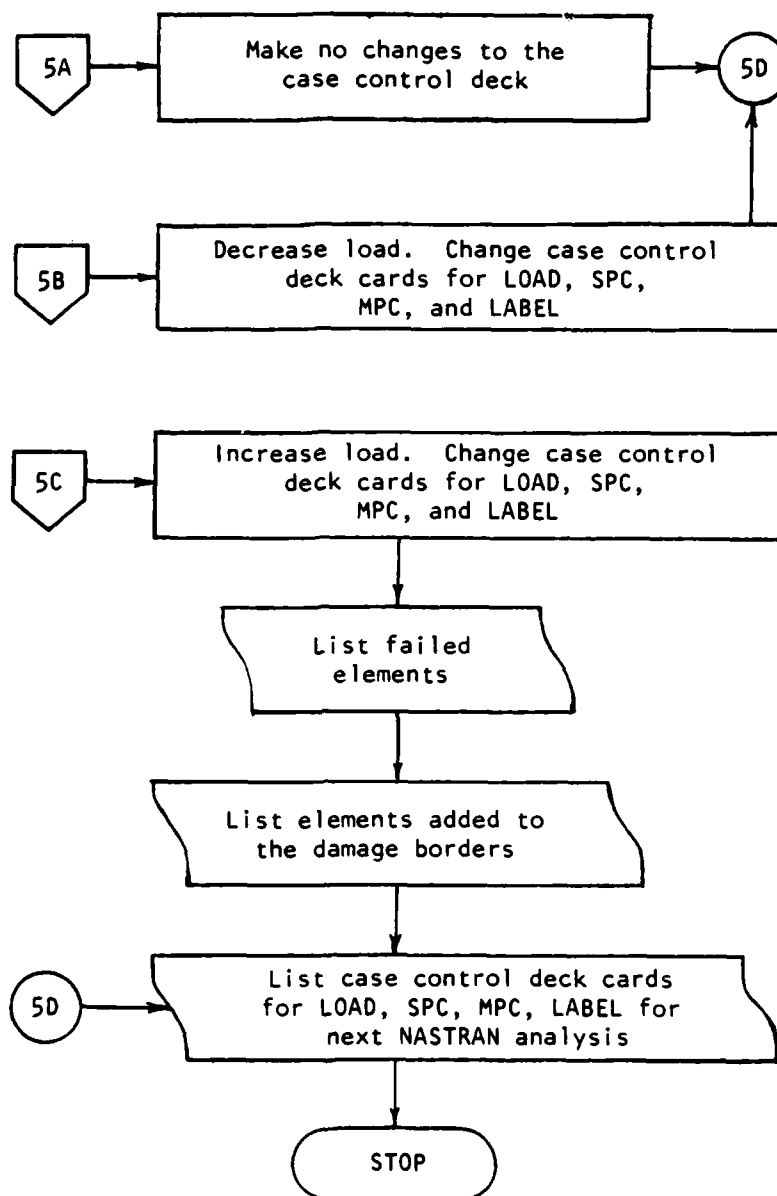 5A
Make no changes to the
case control deck
5D
5B
Decrease load. Change case control
deck cards for LOAD, SPC,
MPC, and LABEL
5C
Increase load. Change case control
deck cards for LOAD, SPC,
MPC, and LABEL
List failed
elements
List elements added to
the damage borders
5D
List case control deck cards
for LOAD, SPC, MPC, LABEL for
next NASTRAN analysis
STOP